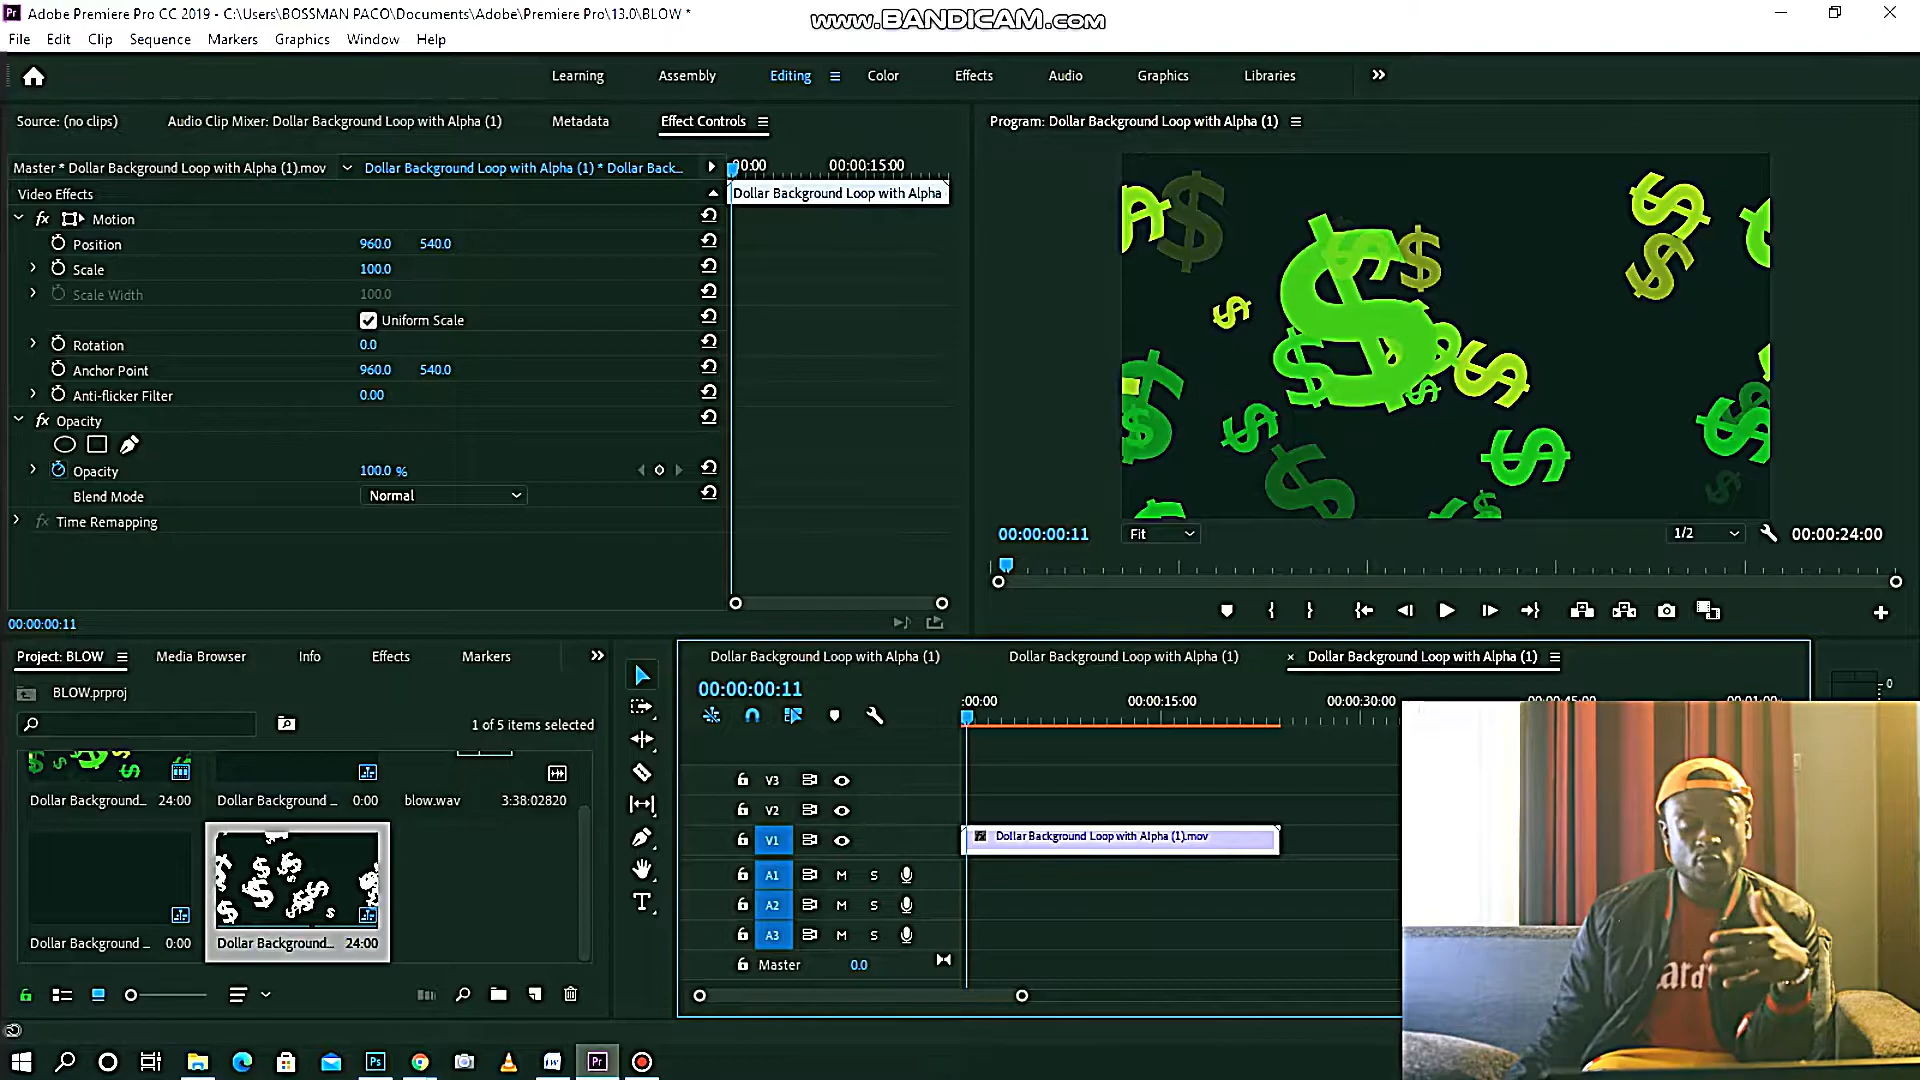 Adobe Premiere Pro CC 2019 - C:\Users\BOSSMAN PACO\Documents\Adobe\Premiere Pro\13.0\BLOW *
www.BANDICAM.com
File Edit Clip Sequence Markers Graphics Window Help
Learning Assembly Editing Color Effects Audio Graphics Libraries
Source: (no clips) Audio Clip Mixer: Dollar Background Loop with Alpha (1) Metadata Effect Controls
Program: Dollar Background Loop with Alpha (1)
Master * Dollar Background Loop with Alpha (1).mov Dollar Background Loop with Alpha (1) * Dollar Back...
:00:00 00:00:15:00
Video Effects
Dollar Background Loop with Alpha
fx Motion
Position 960.0 540.0
Scale 100.0
Scale Width 100.0
Uniform Scale
Rotation 0.0
Anchor Point 960.0 540.0
Anti-flicker Filter 0.00
fx Opacity
Opacity 100.0 %
Blend Mode Normal
fx Time Remapping
00:00:00:11
00:00:00:11 Fit 1/2 00:00:24:00
Project: BLOW Media Browser Info Effects Markers
BLOW.prproj
1 of 5 items selected
Dollar Background... 24:00 Dollar Background ... 0:00 blow.wav 3:38:02820
Dollar Background ... 0:00 Dollar Background... 24:00
Dollar Background Loop with Alpha (1) Dollar Background Loop with Alpha (1) × Dollar Background Loop with Alpha (1)
00:00:00:11
:00:00 00:00:15:00 00:00:30:00
0
V3
V2
V1
fx Dollar Background Loop with Alpha (1).mov
A1 M S
A2 M S
A3 M S
Master 0.0
T
Ps
W
Pr